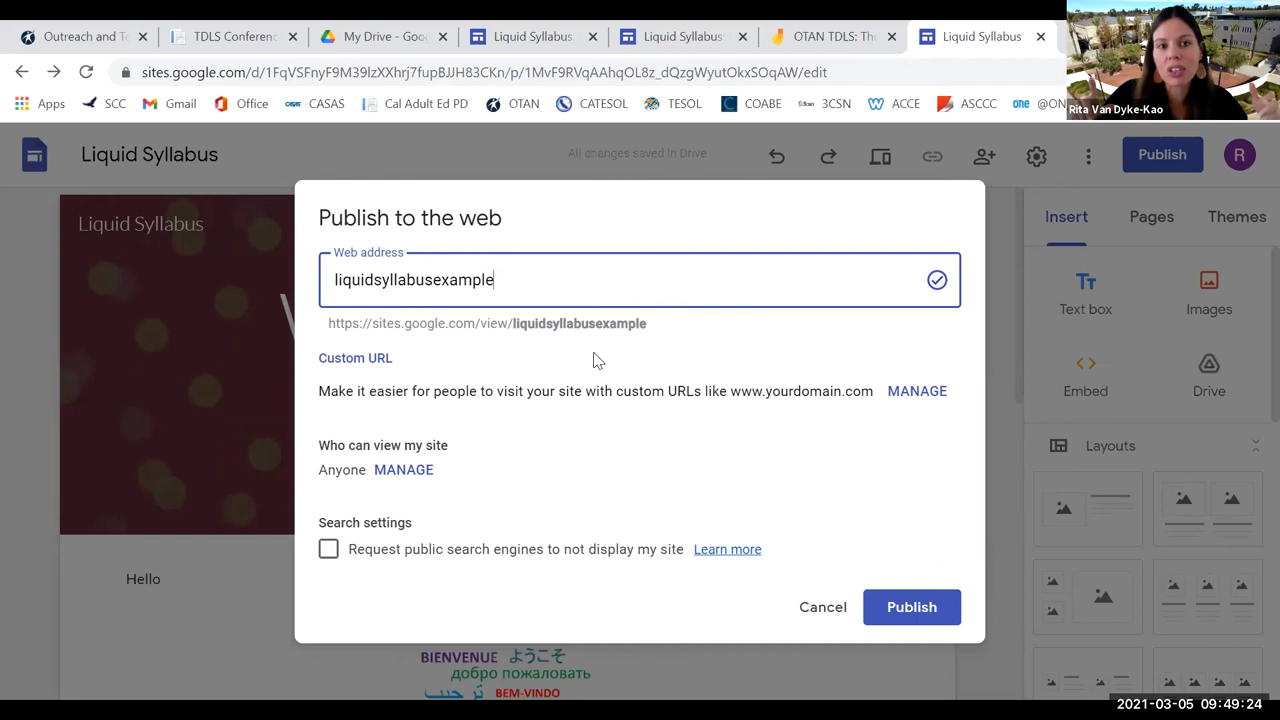 Outreach and Te
TDLS Conferenc
My Drive - Goog
Liquid Syllabus
Liquid Syllabus
OTAN TDLS: The
Liquid Syllabus
sites.google.com/d/1FqVSFnyF9M39IzXXhrj7fupBJJHSrcKn/p/1MvF9RVqAAhqOL8z_dQzgWyutOkxSOqAW/edit
Apps
SCC
Gmail
Office
CASAS
Cal Adult Ed PD
OTAN
CATESOL
TESOL
COABE
3CSN
ACCE
ASCCC
@ON
Rita Van Dyke-Kao
Liquid Syllabus
All changes saved in Drive
Publish
R
Liquid Syllabus
Insert
Pages
Themes
Publish to the web
Web address
liquidsyllabusexample
https://sites.google.com/view/liquidsyllabusexample
Custom URL
Make it easier for people to visit your site with custom URLs like www.yourdomain.com MANAGE
Who can view my site
Anyone MANAGE
Search settings
Request public search engines to not display my site Learn more
Cancel
Publish
Text box
Images
Embed
Drive
Layouts
Hello
BIENVENUE ようこそ
добро пожаловать
BEM-VINDO
2021-03-05 09:49:24